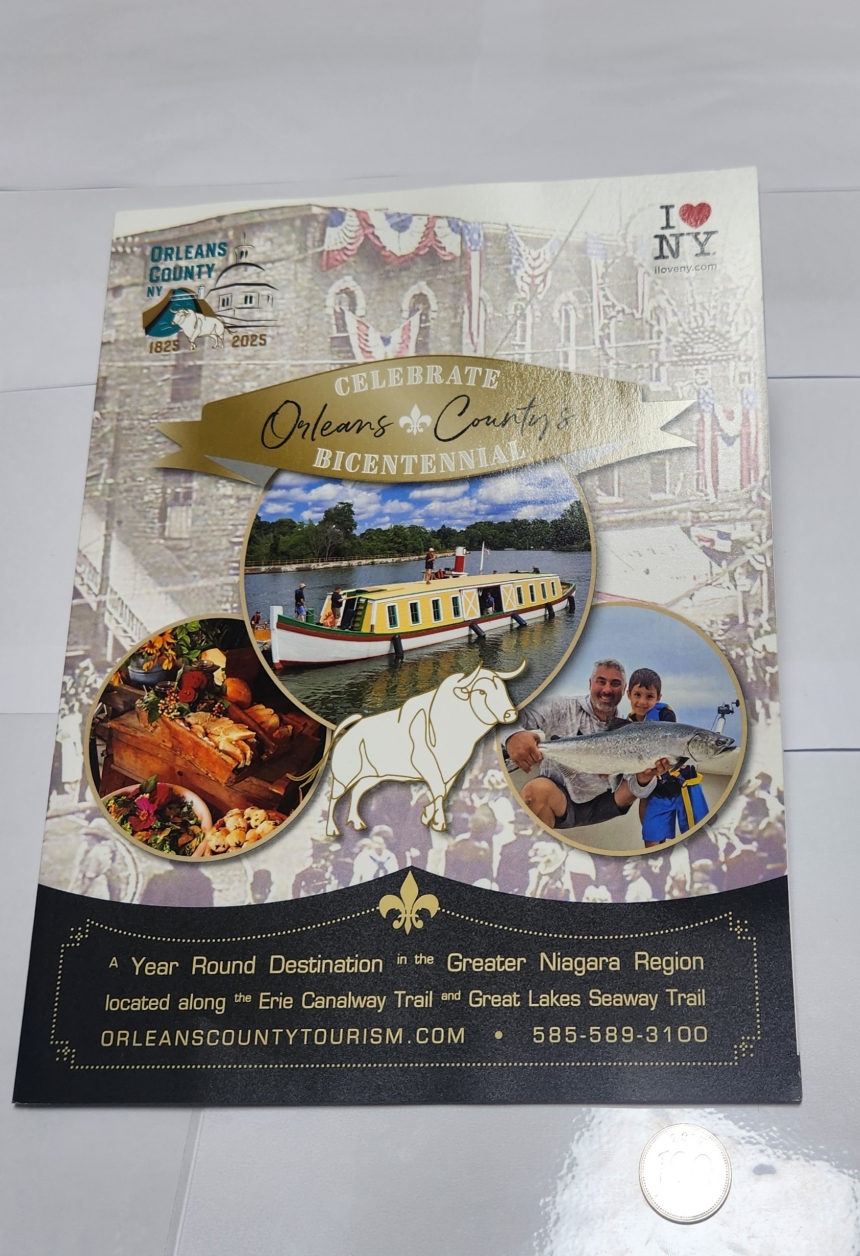 ORLEANS
COUNTY
NY
1825 2025
I ❤ NY.
iloveny.com
CELEBRATE
Orleans County's
BICENTENNIAL
A Year Round Destination in the Greater Niagara Region
located along the Erie Canalway Trail and Great Lakes Seaway Trail
ORLEANSCOUNTYTOURISM.COM • 585-589-3100
100